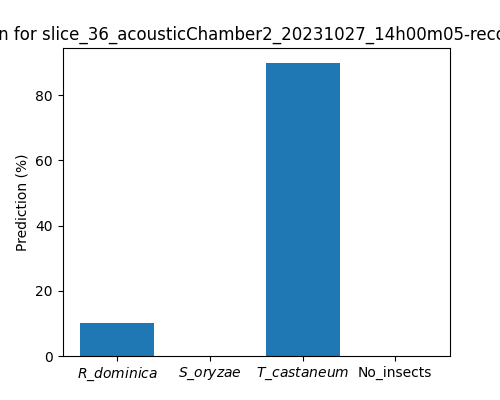 n for slice_36_acousticChamber2_20231027_14h00m05-reco
Prediction (%)
80
60
40
20
0
R_dominica S_oryzae T_castaneum No_insects